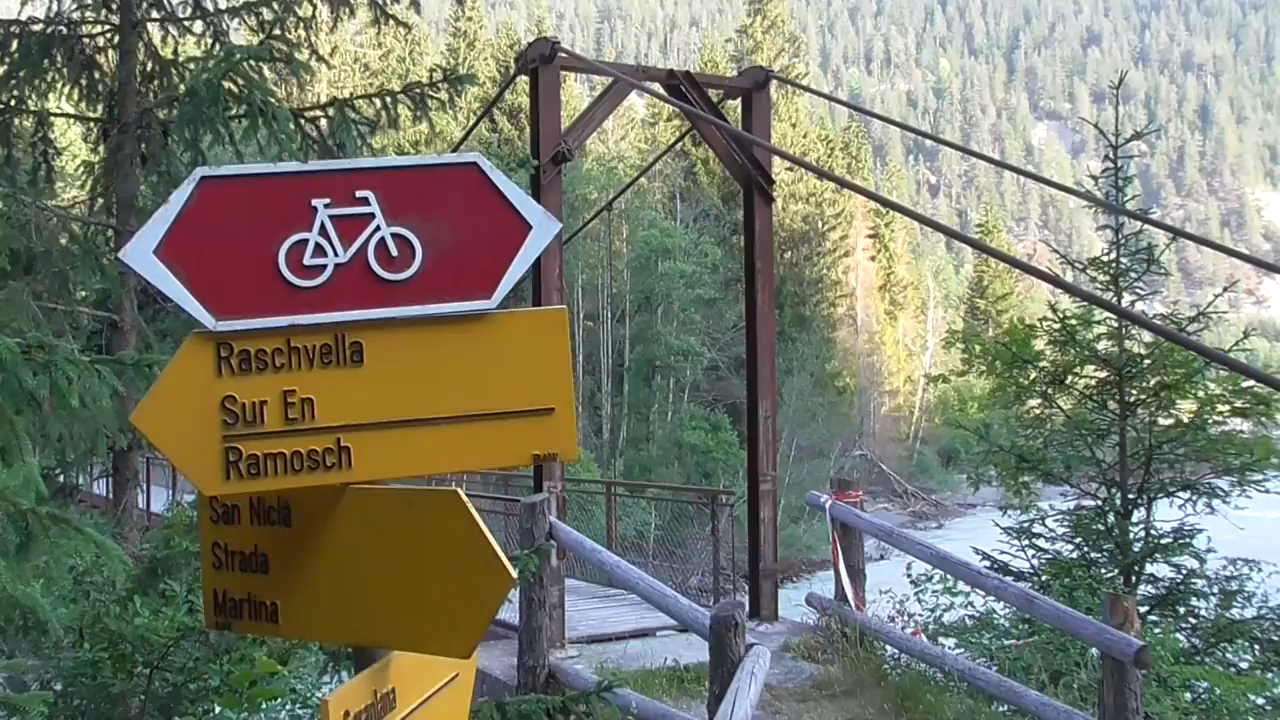 Raschvella
Sur En
Ramosch
San Niclà
Strada
Martina